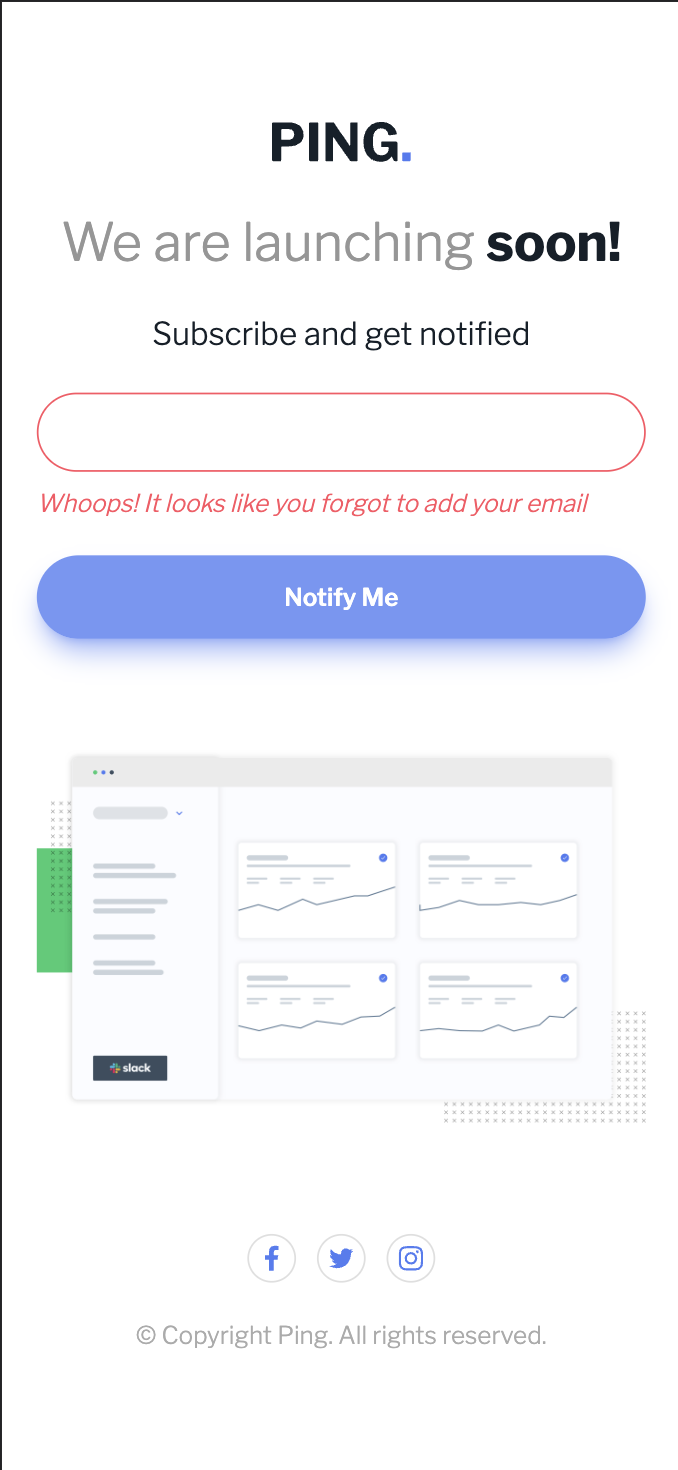 PING.
We are launching soon!
Subscribe and get notified
Whoops! It looks like you forgot to add your email
Notify Me
slack
© Copyright Ping. All rights reserved.